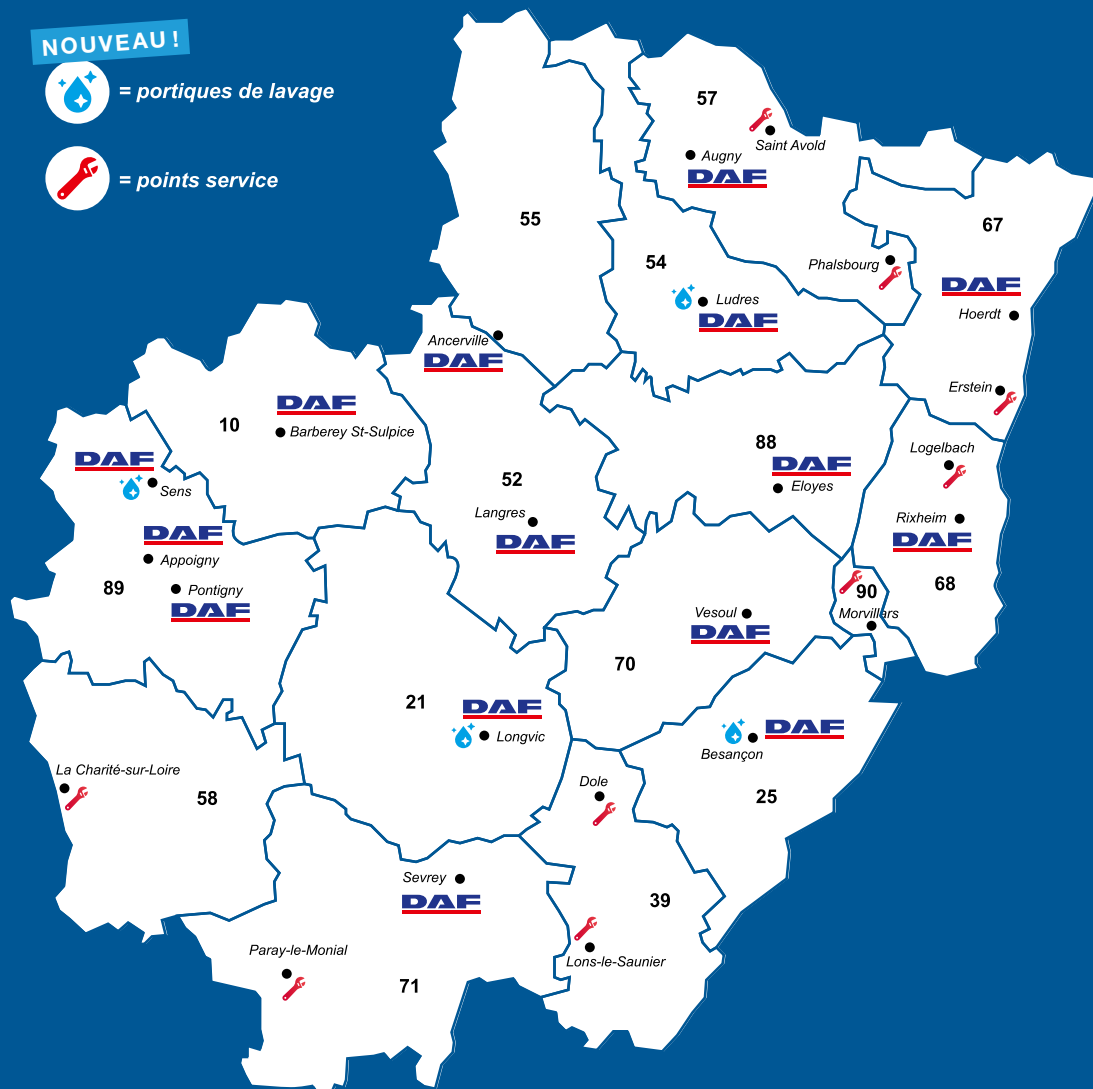 NOUVEAU !
= portiques de lavage
= points service
57
Saint Avold
Augny
DAF
55
67
54
Phalsbourg
DAF
Ludres
DAF
Hoerdt
Ancerville
DAF
Erstein
DAF
10
Barberey St-Sulpice
88
DAF
Logelbach
DAF
Sens
52
Eloyes
Langres
DAF
Rixheim
DAF
DAF
Appoigny
89
Pontigny
DAF
90
68
Morvillars
Vesoul
DAF
70
21
DAF
Longvic
DAF
Besançon
La Charité-sur-Loire
58
Dole
25
Sevrey
DAF
39
Paray-le-Monial
Lons-le-Saunier
71